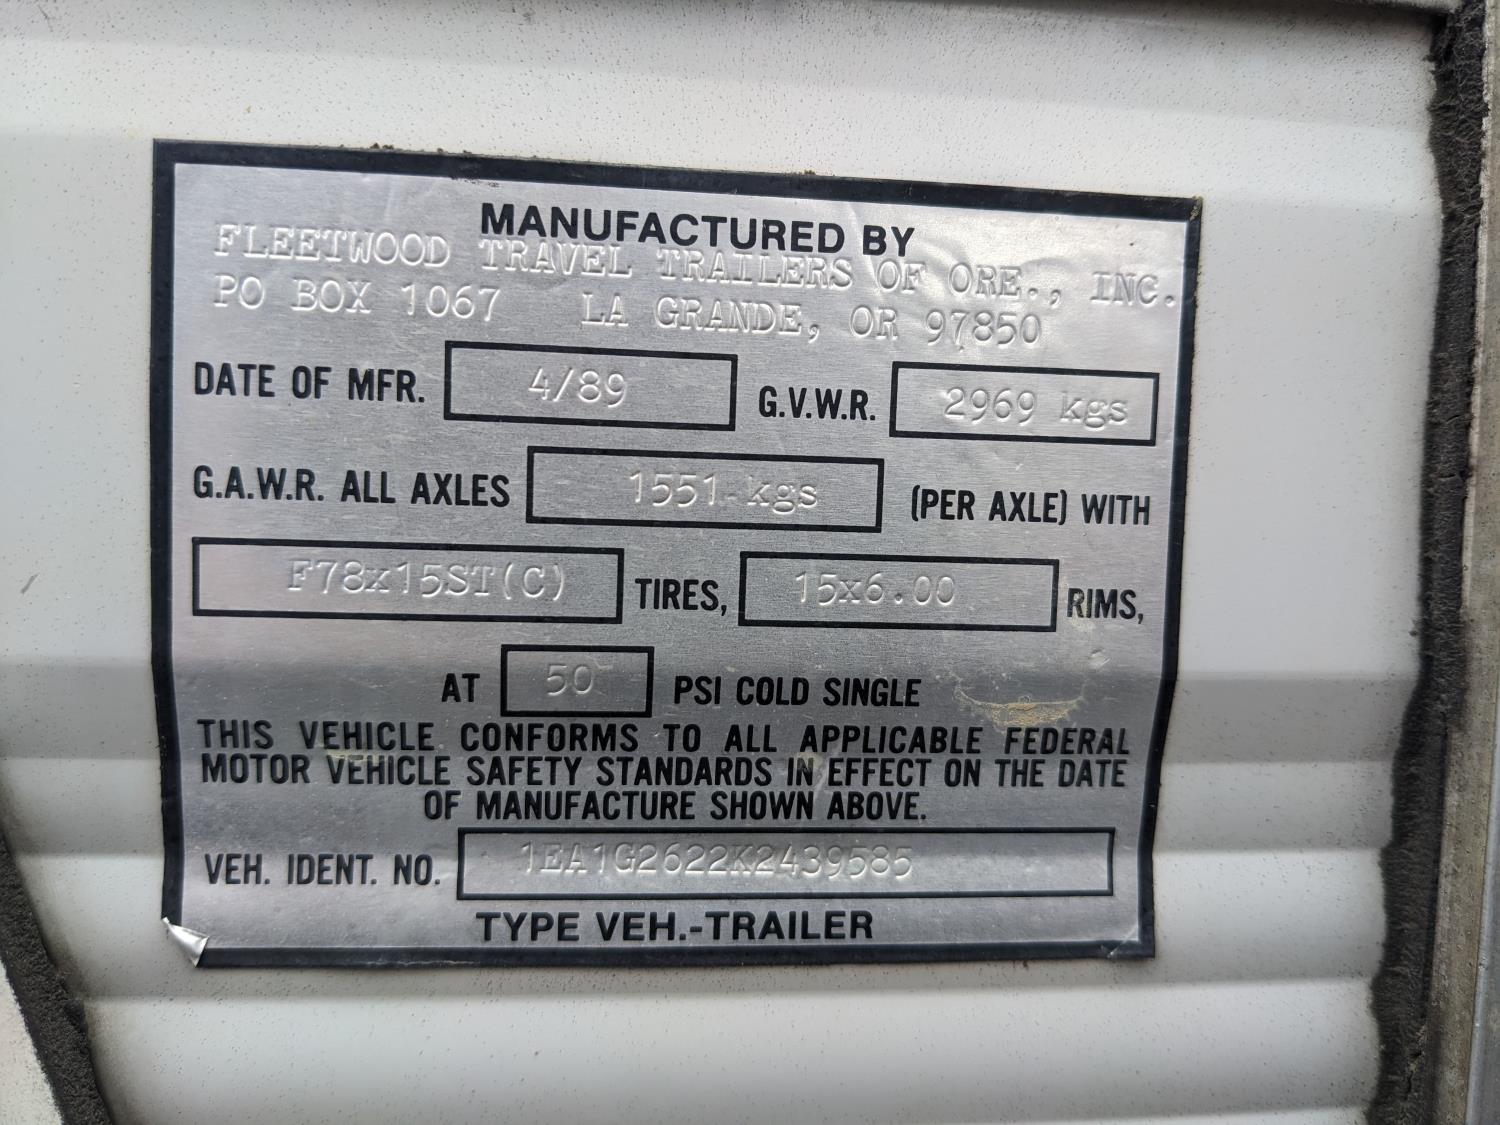 MANUFACTURED BY
FLEETWOOD TRAVEL TRAILERS OF ORE., INC.
PO BOX 1067 LA GRANDE, OR 97850
DATE OF MFR. 4/89 G.V.W.R. 2969 kgs
G.A.W.R. ALL AXLES 1551 kgs (PER AXLE) WITH
F78x15ST(C) TIRES, 15x6.00 RIMS,
AT 50 PSI COLD SINGLE
THIS VEHICLE CONFORMS TO ALL APPLICABLE FEDERAL
MOTOR VEHICLE SAFETY STANDARDS IN EFFECT ON THE DATE
OF MANUFACTURE SHOWN ABOVE.
VEH. IDENT. NO. 1EA1G2622K2439585
TYPE VEH.-TRAILER